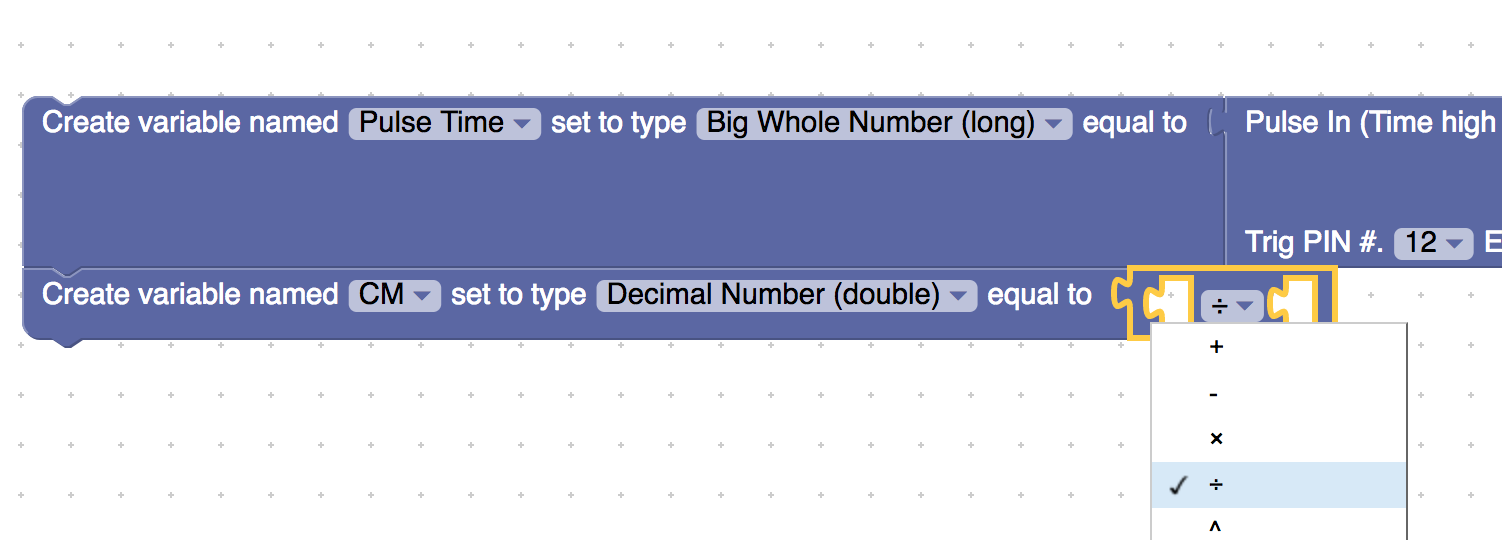 Create variable named Pulse Time set to type Big Whole Number (long) equal to Pulse In (Time high
Trig PIN #. 12
Create variable named CM set to type Decimal Number (double) equal to ÷
+
-
×
✓ ÷
^